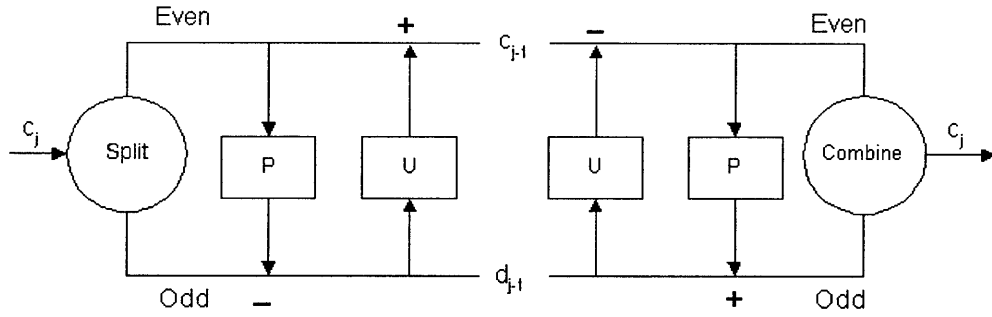 Even + − Even
c_{j-1}
c_j Split P U U P Combine c_j
d_{j-1}
Odd − + Odd